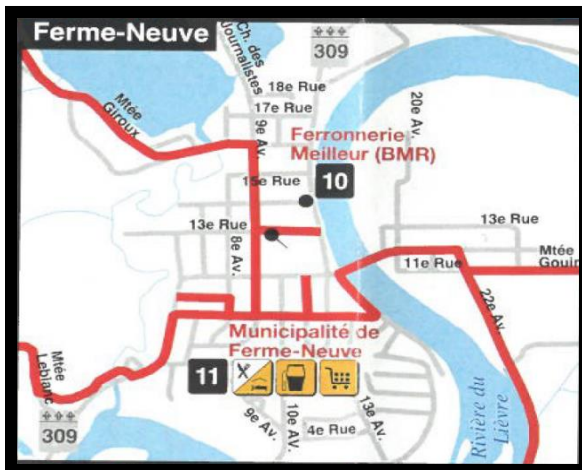 Ferme-Neuve
Ch. des
Journalistes
309
18e Rue
17e Rue
Mtée
Giroux
9e Av.
20e Av.
Ferronnerie
Meilleur (BMR)
15e Rue
10
13e Rue
8e Av.
13e Rue
11e Rue
Mtée
Gouin
22e Av.
Municipalité de
Ferme-Neuve
11
Mtée
Leblanc
309
9e Av.
10e Av.
13e Av.
4e Rue
Rivière du
Lièvre